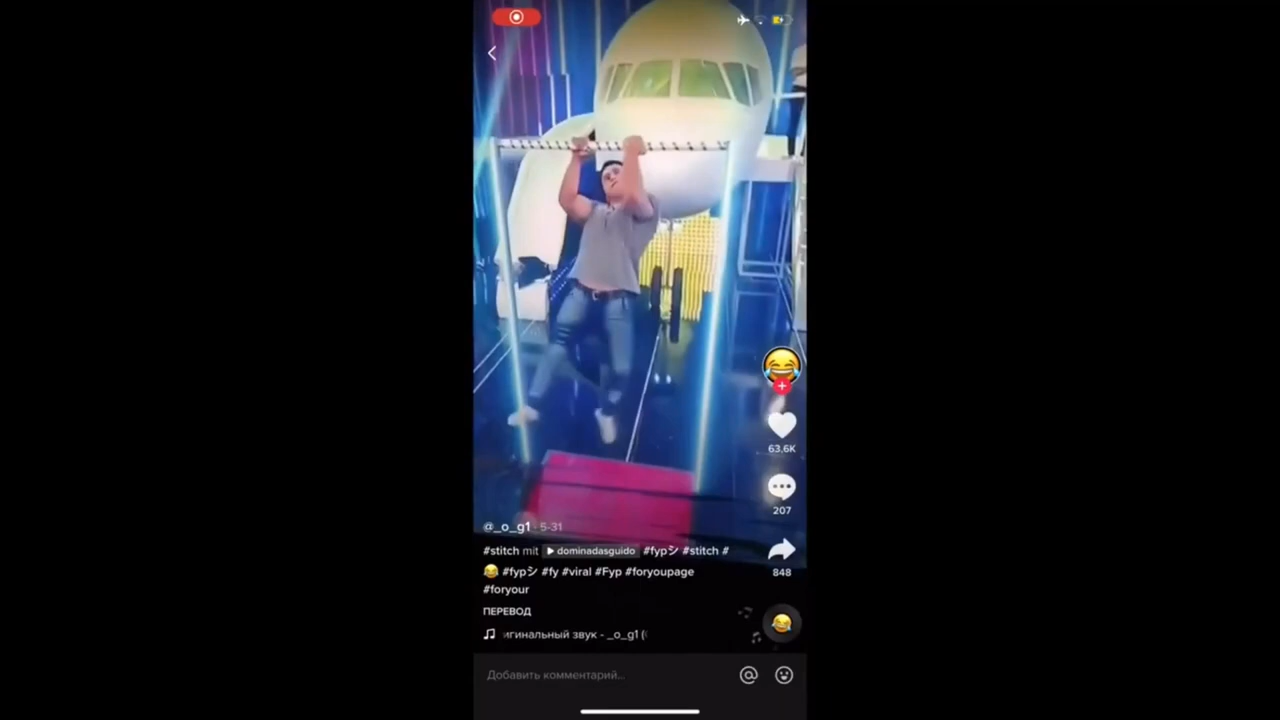 63,6K
207
848
@_o_g1 · 5-31
#stitch mit ▶ dominadasguido #fypシ #stitch #
😂 #fypシ #fy #viral #Fyp #foryoupage
#foryour
ПЕРЕВОД
игинальный звук - _o_g1 (
Добавить комментарий...